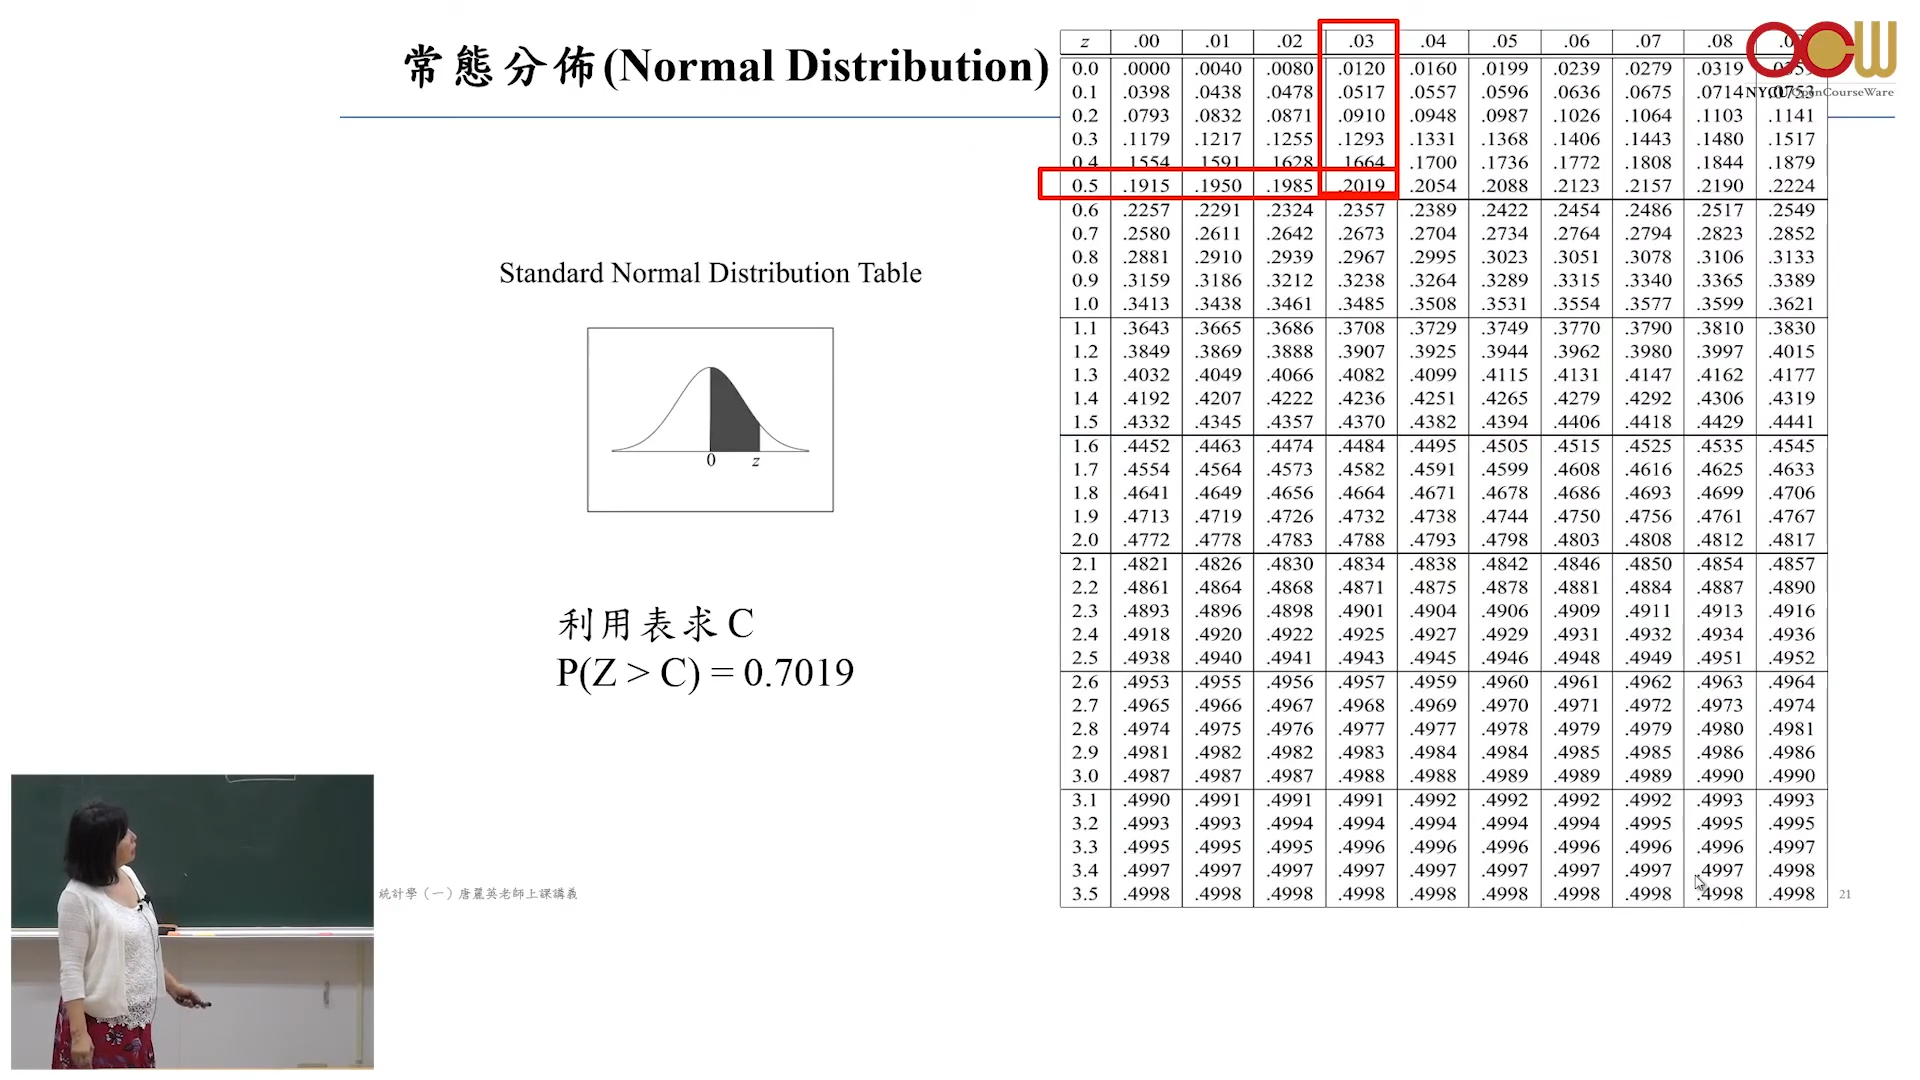 常態分佈(Normal Distribution)
Standard Normal Distribution Table
0 z
利用表求 C
P(Z > C) = 0.7019
統計學（一）唐麗英老師上課講義
21
NYCU OpenCourseWare
z .00 .01 .02 .03 .04 .05 .06 .07 .08
0.0 .0000 .0040 .0080 .0120 .0160 .0199 .0239 .0279 .0319 .0359
0.1 .0398 .0438 .0478 .0517 .0557 .0596 .0636 .0675 .0714 .0753
0.2 .0793 .0832 .0871 .0910 .0948 .0987 .1026 .1064 .1103 .1141
0.3 .1179 .1217 .1255 .1293 .1331 .1368 .1406 .1443 .1480 .1517
0.4 .1554 .1591 .1628 .1664 .1700 .1736 .1772 .1808 .1844 .1879
0.5 .1915 .1950 .1985 .2019 .2054 .2088 .2123 .2157 .2190 .2224
0.6 .2257 .2291 .2324 .2357 .2389 .2422 .2454 .2486 .2517 .2549
0.7 .2580 .2611 .2642 .2673 .2704 .2734 .2764 .2794 .2823 .2852
0.8 .2881 .2910 .2939 .2967 .2995 .3023 .3051 .3078 .3106 .3133
0.9 .3159 .3186 .3212 .3238 .3264 .3289 .3315 .3340 .3365 .3389
1.0 .3413 .3438 .3461 .3485 .3508 .3531 .3554 .3577 .3599 .3621
1.1 .3643 .3665 .3686 .3708 .3729 .3749 .3770 .3790 .3810 .3830
1.2 .3849 .3869 .3888 .3907 .3925 .3944 .3962 .3980 .3997 .4015
1.3 .4032 .4049 .4066 .4082 .4099 .4115 .4131 .4147 .4162 .4177
1.4 .4192 .4207 .4222 .4236 .4251 .4265 .4279 .4292 .4306 .4319
1.5 .4332 .4345 .4357 .4370 .4382 .4394 .4406 .4418 .4429 .4441
1.6 .4452 .4463 .4474 .4484 .4495 .4505 .4515 .4525 .4535 .4545
1.7 .4554 .4564 .4573 .4582 .4591 .4599 .4608 .4616 .4625 .4633
1.8 .4641 .4649 .4656 .4664 .4671 .4678 .4686 .4693 .4699 .4706
1.9 .4713 .4719 .4726 .4732 .4738 .4744 .4750 .4756 .4761 .4767
2.0 .4772 .4778 .4783 .4788 .4793 .4798 .4803 .4808 .4812 .4817
2.1 .4821 .4826 .4830 .4834 .4838 .4842 .4846 .4850 .4854 .4857
2.2 .4861 .4864 .4868 .4871 .4875 .4878 .4881 .4884 .4887 .4890
2.3 .4893 .4896 .4898 .4901 .4904 .4906 .4909 .4911 .4913 .4916
2.4 .4918 .4920 .4922 .4925 .4927 .4929 .4931 .4932 .4934 .4936
2.5 .4938 .4940 .4941 .4943 .4945 .4946 .4948 .4949 .4951 .4952
2.6 .4953 .4955 .4956 .4957 .4959 .4960 .4961 .4962 .4963 .4964
2.7 .4965 .4966 .4967 .4968 .4969 .4970 .4971 .4972 .4973 .4974
2.8 .4974 .4975 .4976 .4977 .4977 .4978 .4979 .4979 .4980 .4981
2.9 .4981 .4982 .4982 .4983 .4984 .4984 .4985 .4985 .4986 .4986
3.0 .4987 .4987 .4987 .4988 .4988 .4989 .4989 .4989 .4990 .4990
3.1 .4990 .4991 .4991 .4991 .4992 .4992 .4992 .4992 .4993 .4993
3.2 .4993 .4993 .4994 .4994 .4994 .4994 .4994 .4995 .4995 .4995
3.3 .4995 .4995 .4995 .4996 .4996 .4996 .4996 .4996 .4996 .4997
3.4 .4997 .4997 .4997 .4997 .4997 .4997 .4997 .4997 .4997 .4998
3.5 .4998 .4998 .4998 .4998 .4998 .4998 .4998 .4998 .4998 .4998